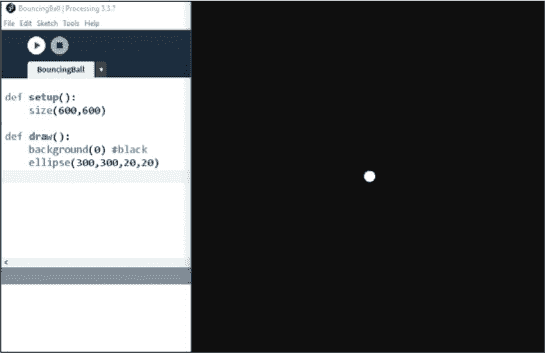 BouncingBall | Processing 3.3.7
File Edit Sketch Tools Help
BouncingBall
def setup():
    size(600,600)
def draw():
    background(0) #black
    ellipse(300,300,20,20)